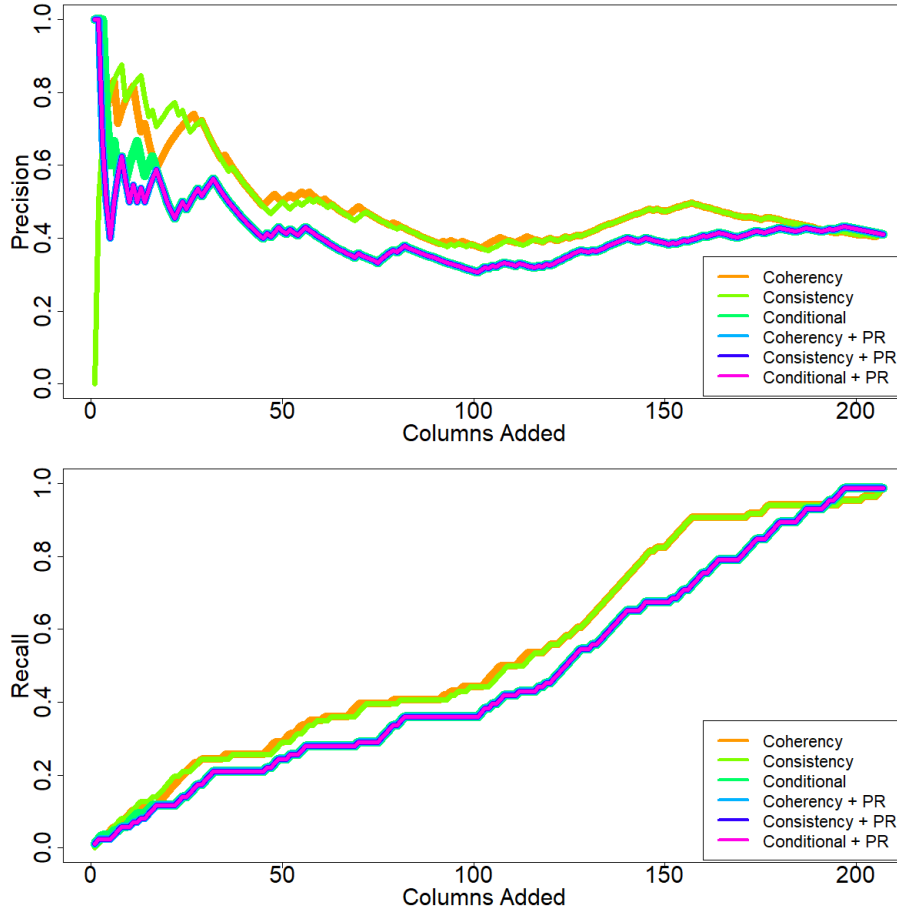 Precision
1.0
0.8
0.6
0.4
0.2
0.0
Coherency
Consistency
Conditional
Coherency + PR
Consistency + PR
Conditional + PR
0 50 100 150 200
Columns Added
Recall
1.0
0.8
0.6
0.4
0.2
0.0
Coherency
Consistency
Conditional
Coherency + PR
Consistency + PR
Conditional + PR
0 50 100 150 200
Columns Added